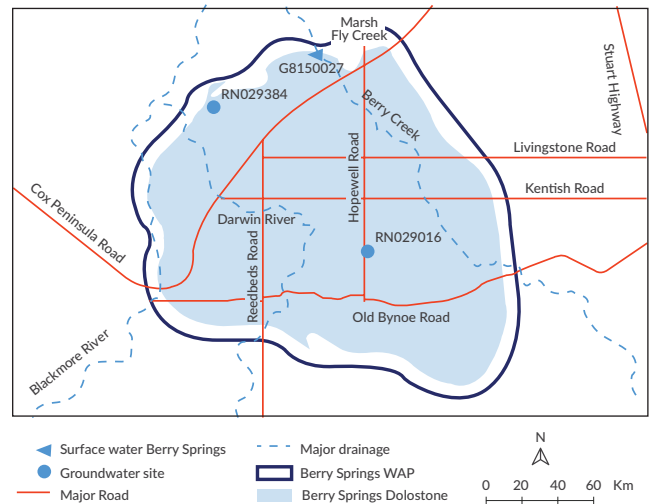 Marsh
Fly Creek
G8150027
RN029384
Berry Creek
Stuart Highway
Livingstone Road
Hopewell Road
Kentish Road
Cox Peninsula Road
Darwin River
RN029016
Reedbeds Road
Old Bynoe Road
Blackmore River
Surface water Berry Springs
Groundwater site
Major Road
Major drainage
Berry Springs WAP
Berry Springs Dolostone
N
0 20 40 60 Km